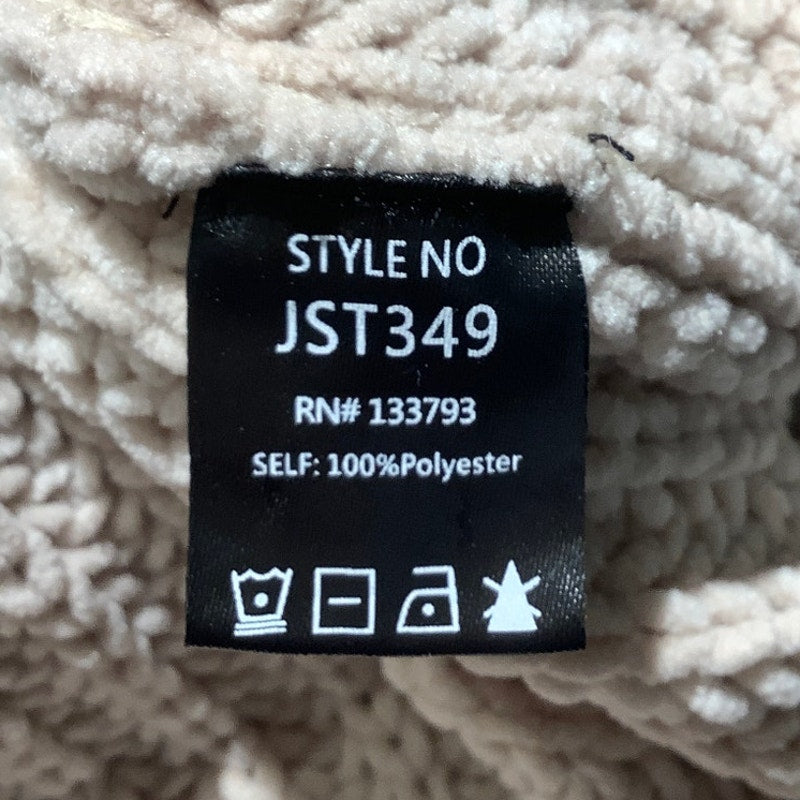 STYLE NO
JST349
RN# 133793
SELF: 100%Polyester